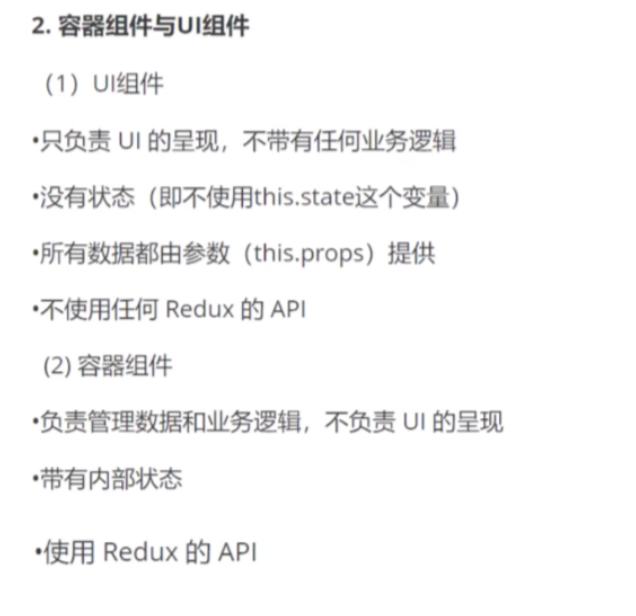 2. 容器组件与UI组件
（1）UI组件
•只负责 UI 的呈现，不带有任何业务逻辑
•没有状态（即不使用this.state这个变量）
•所有数据都由参数（this.props）提供
•不使用任何 Redux 的 API
(2) 容器组件
•负责管理数据和业务逻辑，不负责 UI 的呈现
•带有内部状态
•使用 Redux 的 API